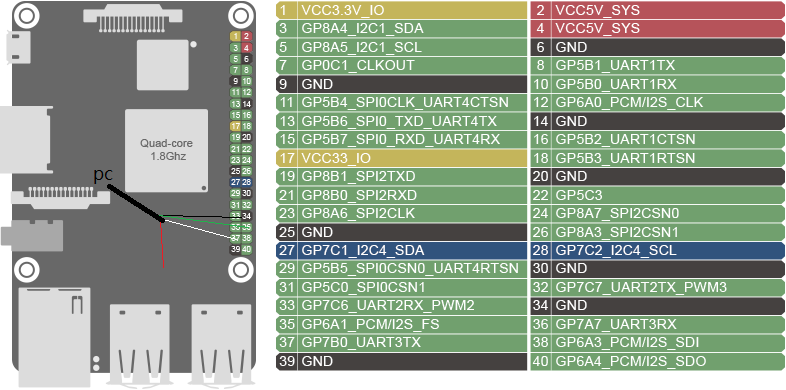 Quad-core
1.8Ghz
pc
1 2
3 4
5 6
7 8
9 10
11 12
13 14
15 16
17 18
19 20
21 22
23 24
25 26
27 28
29 30
31 32
33 34
35 36
37 38
39 40
1 VCC3.3V_IO 2 VCC5V_SYS
3 GP8A4_I2C1_SDA 4 VCC5V_SYS
5 GP8A5_I2C1_SCL 6 GND
7 GP0C1_CLKOUT 8 GP5B1_UART1TX
9 GND 10 GP5B0_UART1RX
11 GP5B4_SPI0CLK_UART4CTSN 12 GP6A0_PCM/I2S_CLK
13 GP5B6_SPI0_TXD_UART4TX 14 GND
15 GP5B7_SPI0_RXD_UART4RX 16 GP5B2_UART1CTSN
17 VCC33_IO 18 GP5B3_UART1RTSN
19 GP8B1_SPI2TXD 20 GND
21 GP8B0_SPI2RXD 22 GP5C3
23 GP8A6_SPI2CLK 24 GP8A7_SPI2CSN0
25 GND 26 GP8A3_SPI2CSN1
27 GP7C1_I2C4_SDA 28 GP7C2_I2C4_SCL
29 GP5B5_SPI0CSN0_UART4RTSN 30 GND
31 GP5C0_SPI0CSN1 32 GP7C7_UART2TX_PWM3
33 GP7C6_UART2RX_PWM2 34 GND
35 GP6A1_PCM/I2S_FS 36 GP7A7_UART3RX
37 GP7B0_UART3TX 38 GP6A3_PCM/I2S_SDI
39 GND 40 GP6A4_PCM/I2S_SDO